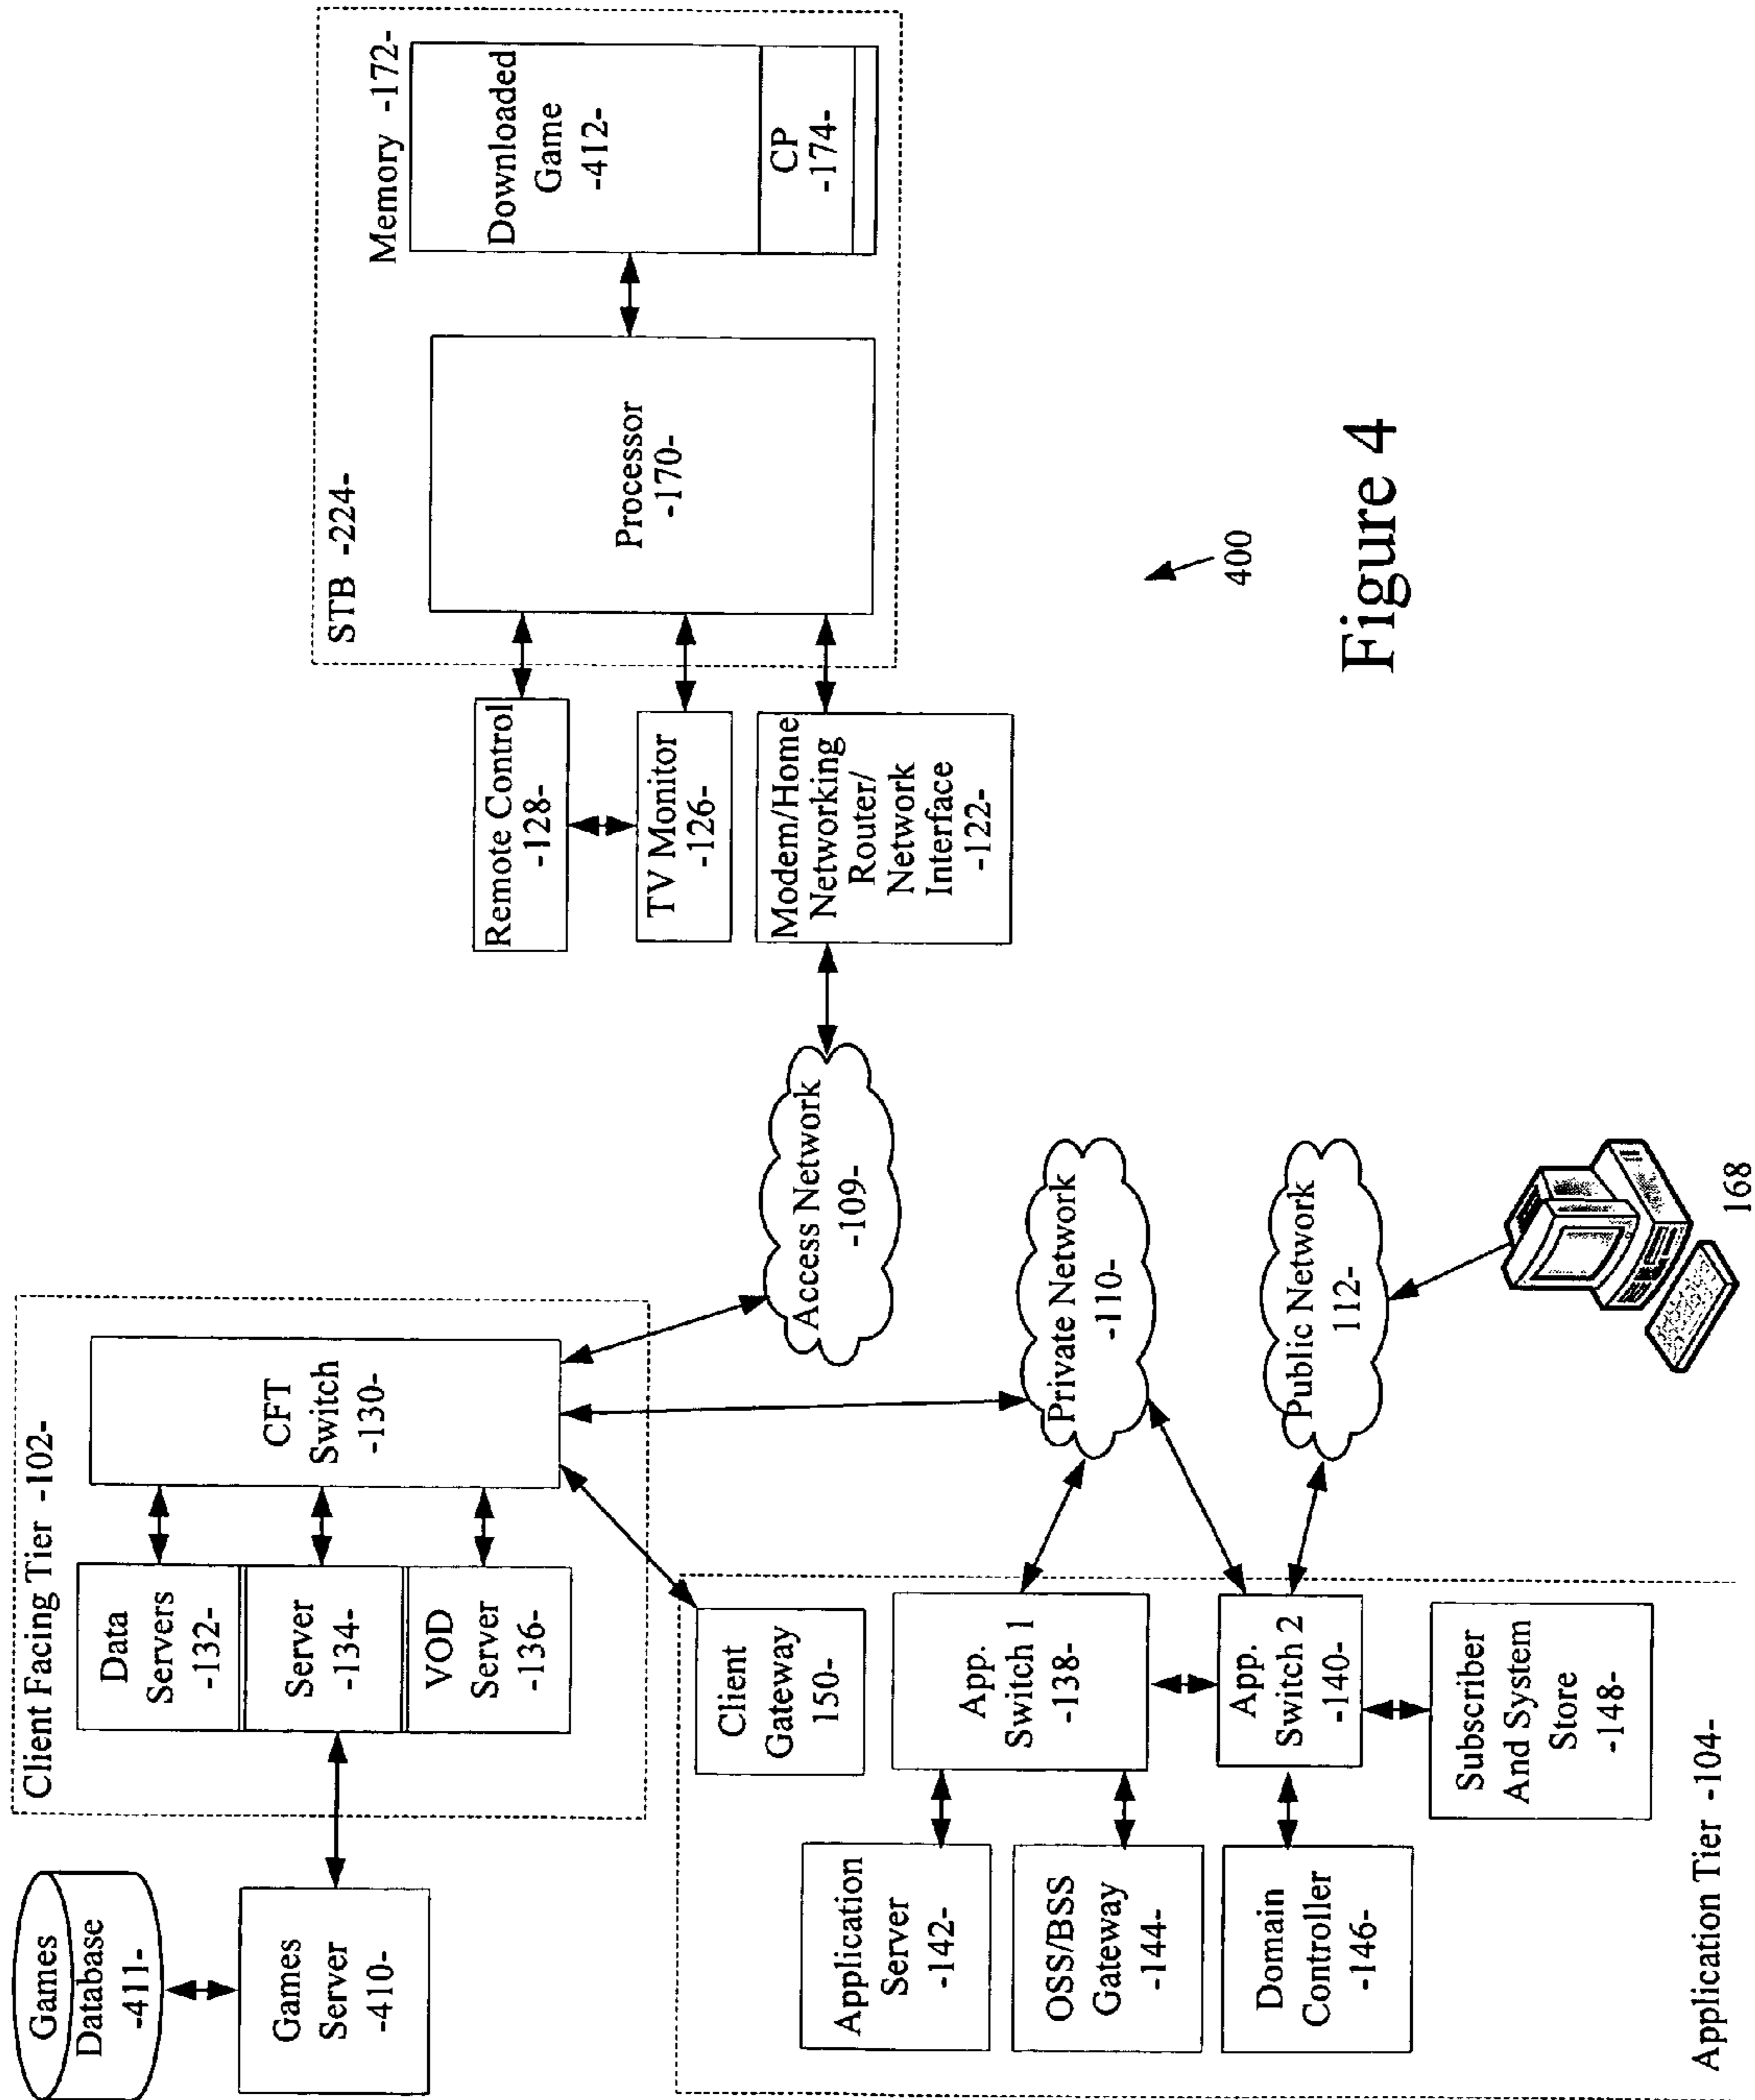 Games
Database
-411-
Games
Server
-410-
Client Facing Tier -102-
Data
Servers
-132-
Server
-134-
VOD
Server
-136-
CFT
Switch
-130-
Client
Gateway
150-
Application
Server
-142-
OSS/BSS
Gateway
-144-
Domain
Controller
-146-
App.
Switch 1
-138-
App.
Switch 2
-140-
Subscriber
And System
Store
-148-
Application Tier -104-
Access Network
-109-
Private Network
-110-
Public Network
112-
168
Remote Control
-128-
TV Monitor
-126-
Modem/Home
Networking
Router/
Network
Interface
-122-
STB -224-
Processor
-170-
Memory -172-
Downloaded
Game
-412-
CP
-174-
400
Figure 4